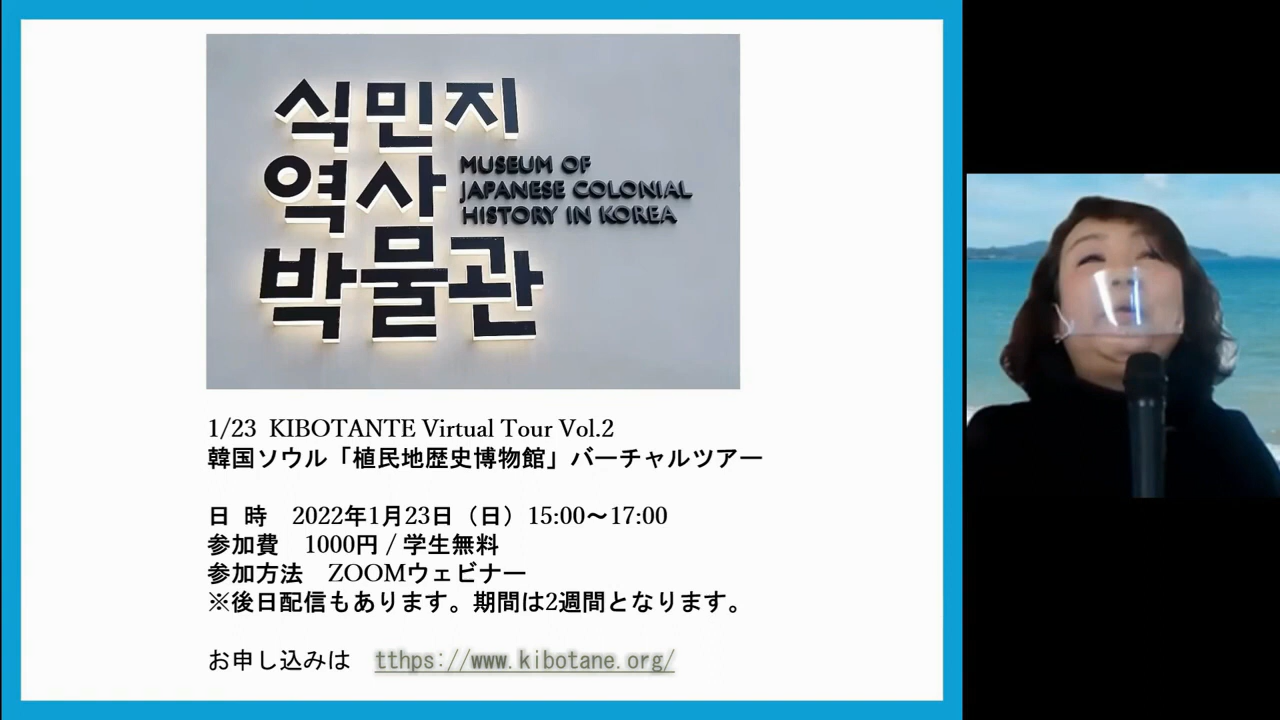 식민지
역사
MUSEUM OF
JAPANESE COLONIAL
HISTORY IN KOREA
박물관
1/23 KIBOTANTE Virtual Tour Vol.2
韓国ソウル「植民地歴史博物館」バーチャルツアー
日 時 2022年1月23日（日）15:00〜17:00
参加費 1000円 / 学生無料
参加方法 ZOOMウェビナー
※後日配信もあります。期間は2週間となります。
お申し込みは tthps://www.kibotane.org/